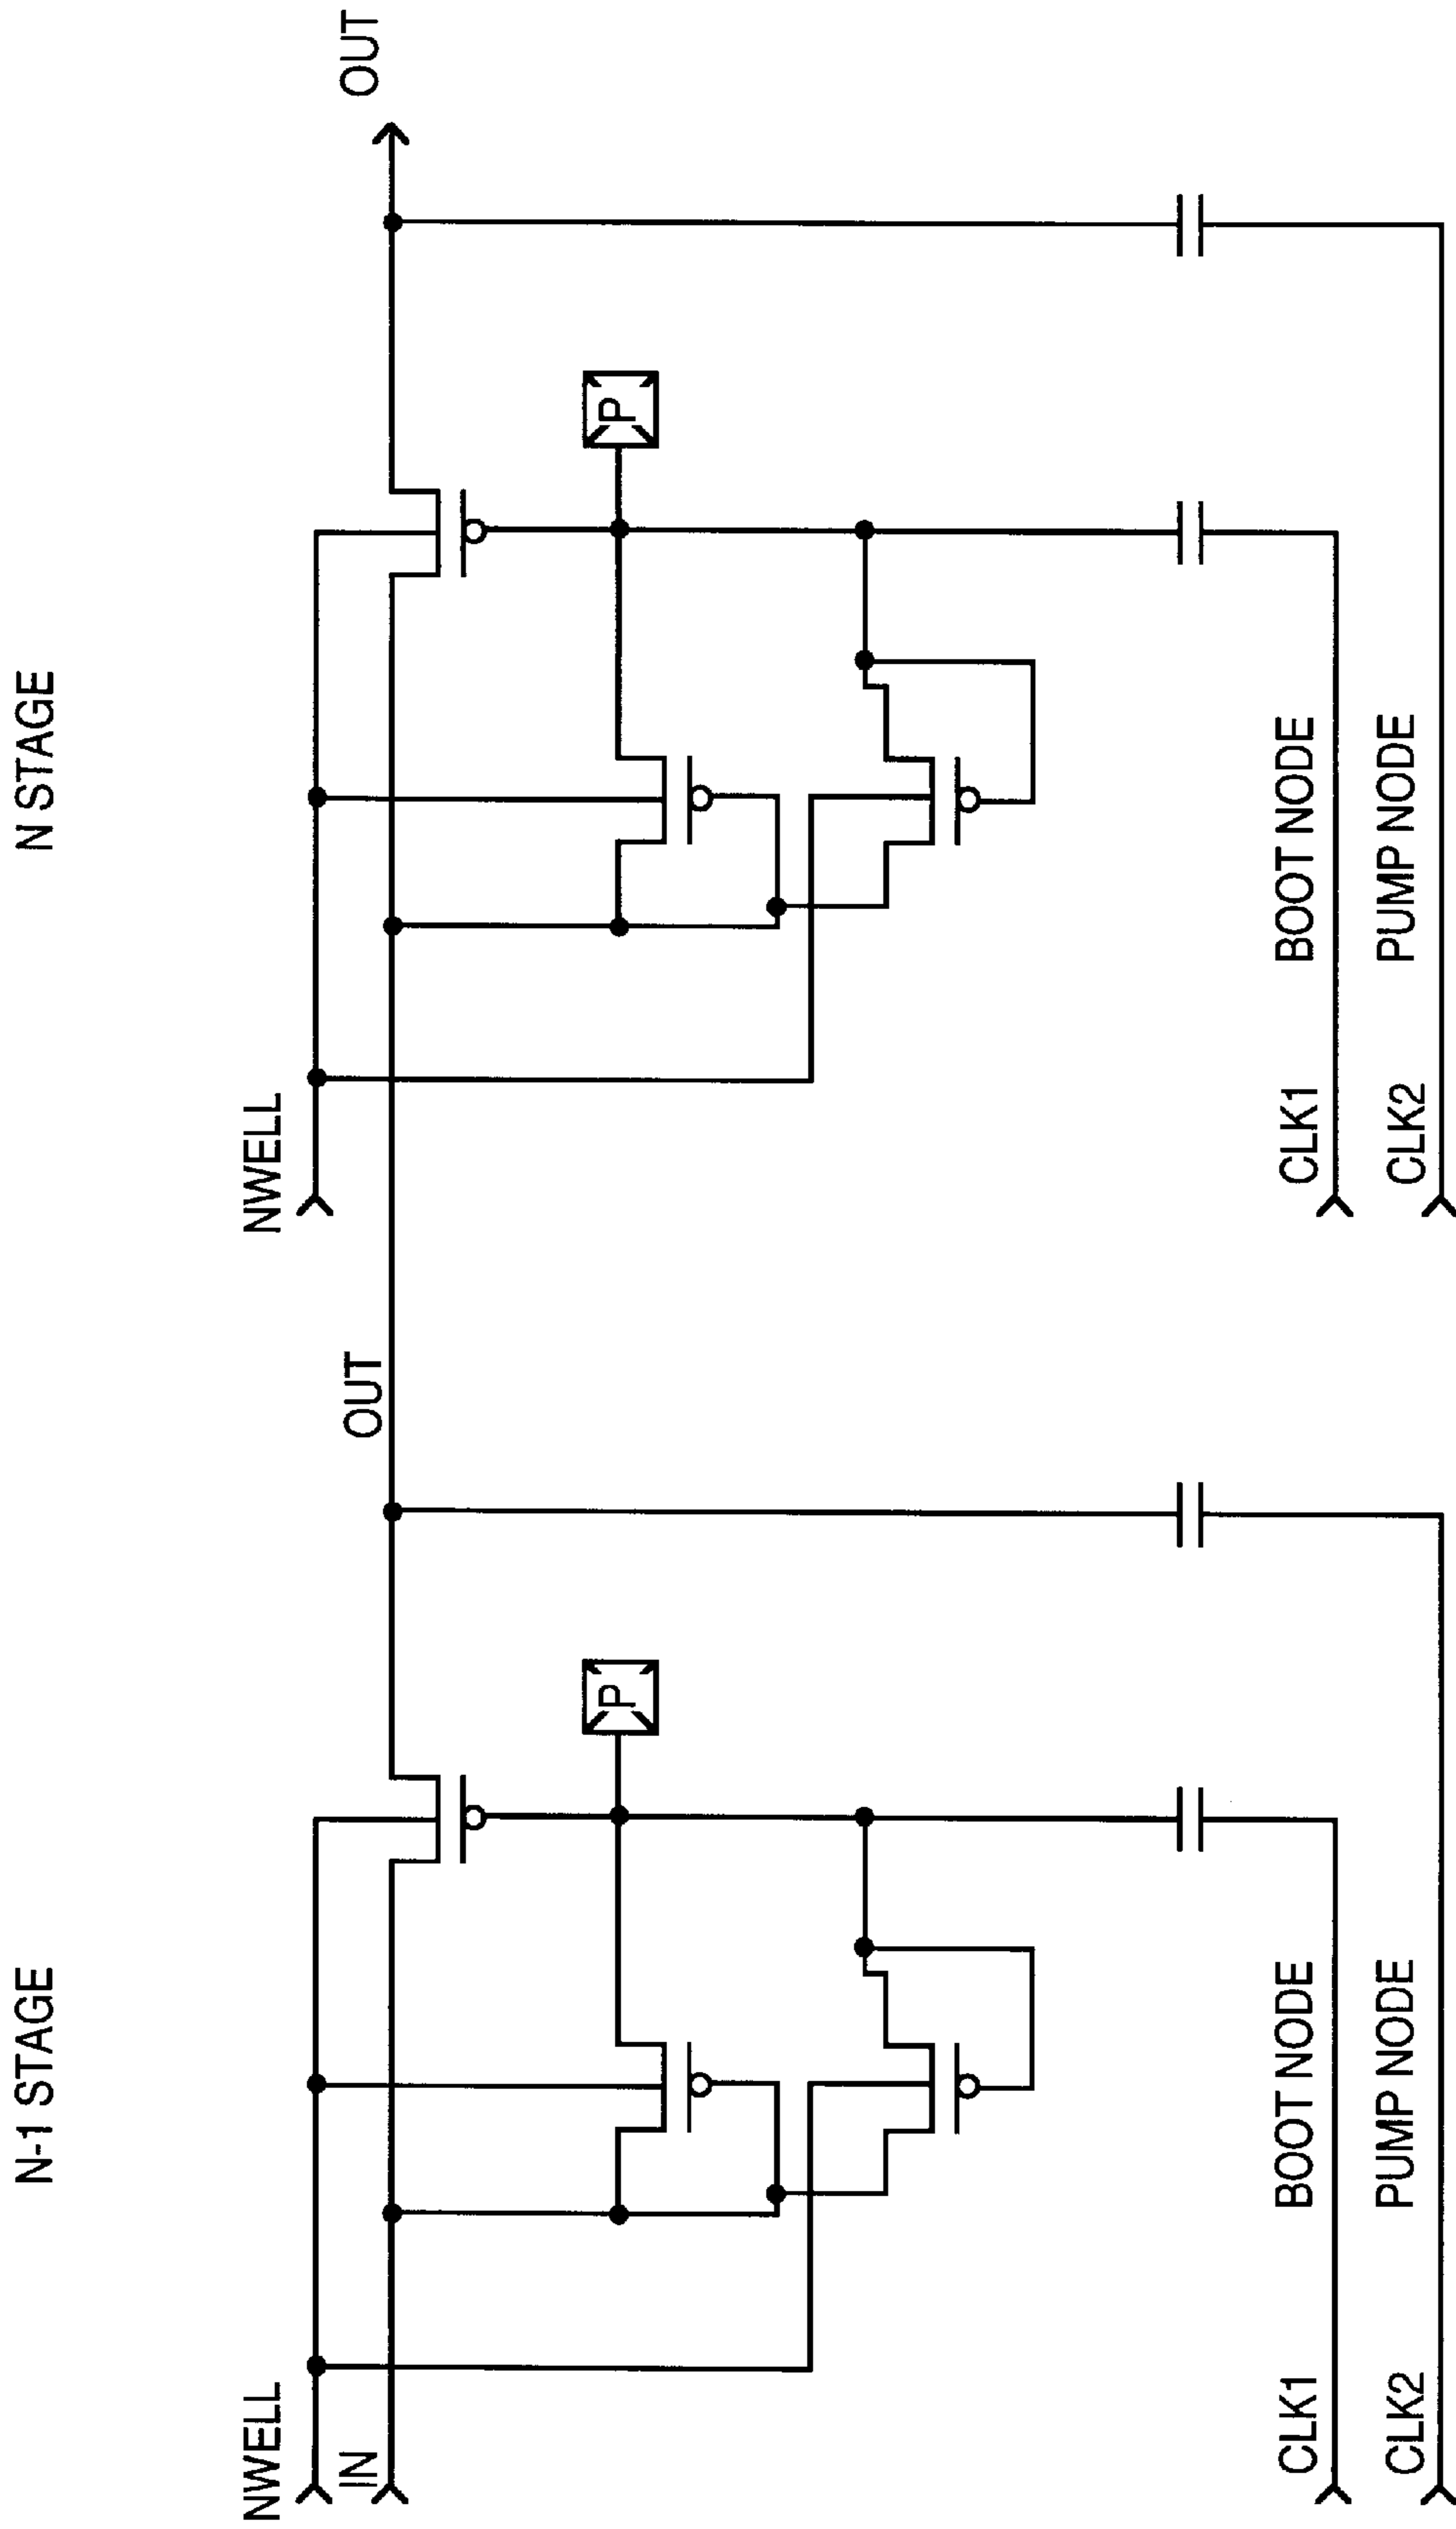 N-1 STAGE
N STAGE
NWELL
NWELL
IN
OUT
OUT
P
P
BOOT NODE
CLK1
BOOT NODE
CLK1
PUMP NODE
CLK2
PUMP NODE
CLK2